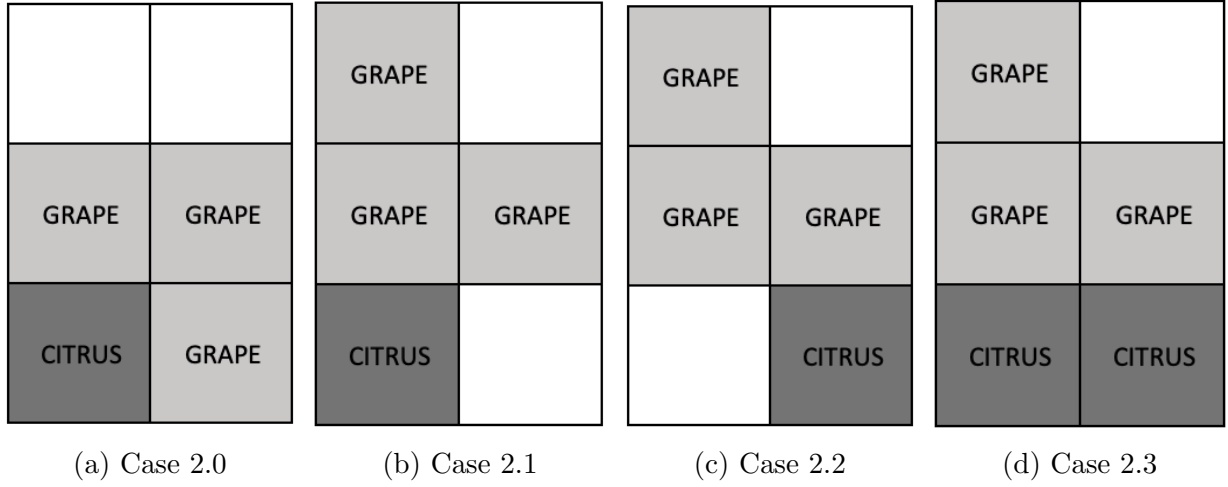 GRAPE GRAPE
CITRUS GRAPE
(a) Case 2.0
GRAPE
GRAPE GRAPE
CITRUS
(b) Case 2.1
GRAPE
GRAPE GRAPE
CITRUS
(c) Case 2.2
GRAPE
GRAPE GRAPE
CITRUS CITRUS
(d) Case 2.3